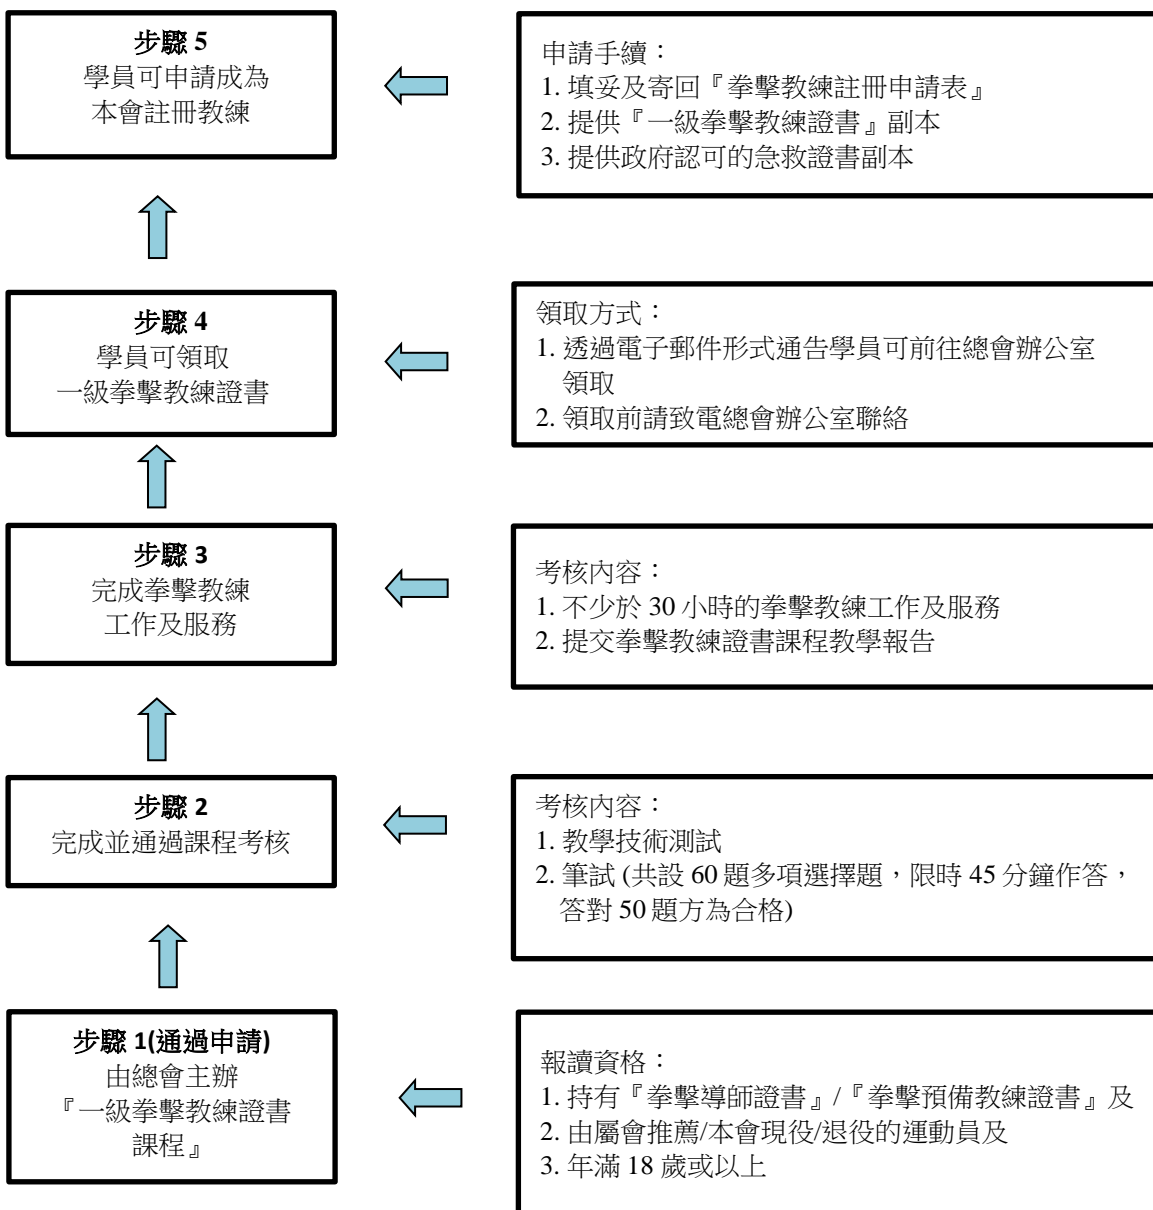 步驟 5
學員可申請成為
本會註冊教練
申請手續：
1. 填妥及寄回『拳擊教練註冊申請表』
2. 提供『一級拳擊教練證書』副本
3. 提供政府認可的急救證書副本
步驟 4
學員可領取
一級拳擊教練證書
領取方式：
1. 透過電子郵件形式通告學員可前往總會辦公室
領取
2. 領取前請致電總會辦公室聯絡
步驟 3
完成拳擊教練
工作及服務
考核內容：
1. 不少於 30 小時的拳擊教練工作及服務
2. 提交拳擊教練證書課程教學報告
步驟 2
完成並通過課程考核
考核內容：
1. 教學技術測試
2. 筆試 (共設 60 題多項選擇題，限時 45 分鐘作答，
答對 50 題方為合格)
步驟 1(通過申請)
由總會主辦
『一級拳擊教練證書
課程』
報讀資格：
1. 持有『拳擊導師證書』/『拳擊預備教練證書』及
2. 由屬會推薦/本會現役/退役的運動員及
3. 年滿 18 歲或以上